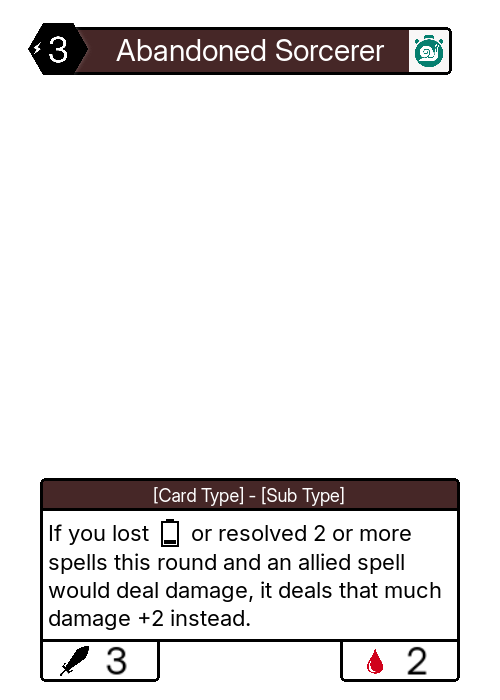 3 Abandoned Sorcerer
[Card Type] - [Sub Type]
If you lost or resolved 2 or more
spells this round and an allied spell
would deal damage, it deals that much
damage +2 instead.
3 2